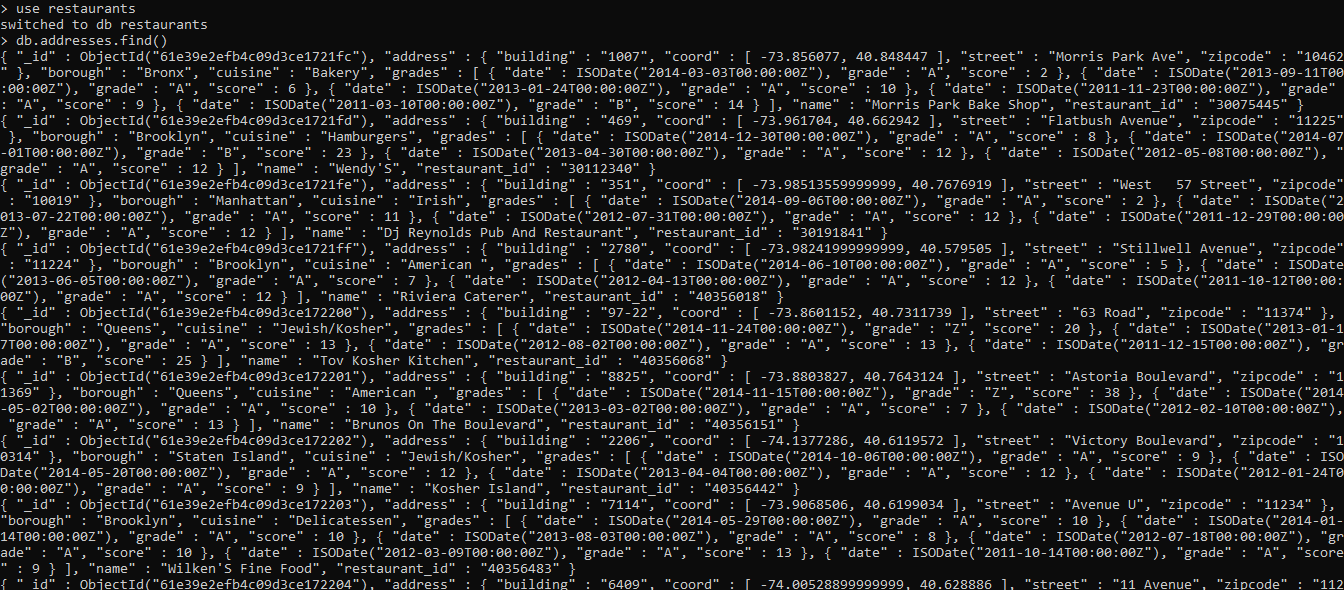 > use restaurants
switched to db restaurants
> db.addresses.find()
{ "_id" : ObjectId("61e39e2efb4c09d3ce1721fc"), "address" : { "building" : "1007", "coord" : [ -73.856077, 40.848447 ], "street" : "Morris Park Ave", "zipcode" : "10462
" }, "borough" : "Bronx", "cuisine" : "Bakery", "grades" : [ { "date" : ISODate("2014-03-03T00:00:00Z"), "grade" : "A", "score" : 2 }, { "date" : ISODate("2013-09-11T00
:00:00Z"), "grade" : "A", "score" : 6 }, { "date" : ISODate("2013-01-24T00:00:00Z"), "grade" : "A", "score" : 10 }, { "date" : ISODate("2011-11-23T00:00:00Z"), "grade"
: "A", "score" : 9 }, { "date" : ISODate("2011-03-10T00:00:00Z"), "grade" : "B", "score" : 14 } ], "name" : "Morris Park Bake Shop", "restaurant_id" : "30075445" }
{ "_id" : ObjectId("61e39e2efb4c09d3ce1721fd"), "address" : { "building" : "469", "coord" : [ -73.961704, 40.662942 ], "street" : "Flatbush Avenue", "zipcode" : "11225"
 }, "borough" : "Brooklyn", "cuisine" : "Hamburgers", "grades" : [ { "date" : ISODate("2014-12-30T00:00:00Z"), "grade" : "A", "score" : 8 }, { "date" : ISODate("2014-07
-01T00:00:00Z"), "grade" : "B", "score" : 23 }, { "date" : ISODate("2013-04-30T00:00:00Z"), "grade" : "A", "score" : 12 }, { "date" : ISODate("2012-05-08T00:00:00Z"), "
grade" : "A", "score" : 12 } ], "name" : "Wendy'S", "restaurant_id" : "30112340" }
{ "_id" : ObjectId("61e39e2efb4c09d3ce1721fe"), "address" : { "building" : "351", "coord" : [ -73.98513559999999, 40.7676919 ], "street" : "West   57 Street", "zipcode"
 : "10019" }, "borough" : "Manhattan", "cuisine" : "Irish", "grades" : [ { "date" : ISODate("2014-09-06T00:00:00Z"), "grade" : "A", "score" : 2 }, { "date" : ISODate("2
013-07-22T00:00:00Z"), "grade" : "A", "score" : 11 }, { "date" : ISODate("2012-07-31T00:00:00Z"), "grade" : "A", "score" : 12 }, { "date" : ISODate("2011-12-29T00:00:00
Z"), "grade" : "A", "score" : 12 } ], "name" : "Dj Reynolds Pub And Restaurant", "restaurant_id" : "30191841" }
{ "_id" : ObjectId("61e39e2efb4c09d3ce1721ff"), "address" : { "building" : "2780", "coord" : [ -73.98241999999999, 40.579505 ], "street" : "Stillwell Avenue", "zipcode"
 : "11224" }, "borough" : "Brooklyn", "cuisine" : "American ", "grades" : [ { "date" : ISODate("2014-06-10T00:00:00Z"), "grade" : "A", "score" : 5 }, { "date" : ISODate
("2013-06-05T00:00:00Z"), "grade" : "A", "score" : 7 }, { "date" : ISODate("2012-04-13T00:00:00Z"), "grade" : "A", "score" : 12 }, { "date" : ISODate("2011-10-12T00:00:
00Z"), "grade" : "A", "score" : 12 } ], "name" : "Riviera Caterer", "restaurant_id" : "40356018" }
{ "_id" : ObjectId("61e39e2efb4c09d3ce172200"), "address" : { "building" : "97-22", "coord" : [ -73.8601152, 40.7311739 ], "street" : "63 Road", "zipcode" : "11374" },
"borough" : "Queens", "cuisine" : "Jewish/Kosher", "grades" : [ { "date" : ISODate("2014-11-24T00:00:00Z"), "grade" : "Z", "score" : 20 }, { "date" : ISODate("2013-01-1
7T00:00:00Z"), "grade" : "A", "score" : 13 }, { "date" : ISODate("2012-08-02T00:00:00Z"), "grade" : "A", "score" : 13 }, { "date" : ISODate("2011-12-15T00:00:00Z"), "gr
ade" : "B", "score" : 25 } ], "name" : "Tov Kosher Kitchen", "restaurant_id" : "40356068" }
{ "_id" : ObjectId("61e39e2efb4c09d3ce172201"), "address" : { "building" : "8825", "coord" : [ -73.8803827, 40.7643124 ], "street" : "Astoria Boulevard", "zipcode" : "1
1369" }, "borough" : "Queens", "cuisine" : "American ", "grades" : [ { "date" : ISODate("2014-11-15T00:00:00Z"), "grade" : "Z", "score" : 38 }, { "date" : ISODate("2014
-05-02T00:00:00Z"), "grade" : "A", "score" : 10 }, { "date" : ISODate("2013-03-02T00:00:00Z"), "grade" : "A", "score" : 7 }, { "date" : ISODate("2012-02-10T00:00:00Z"),
 "grade" : "A", "score" : 13 } ], "name" : "Brunos On The Boulevard", "restaurant_id" : "40356151" }
{ "_id" : ObjectId("61e39e2efb4c09d3ce172202"), "address" : { "building" : "2206", "coord" : [ -74.1377286, 40.6119572 ], "street" : "Victory Boulevard", "zipcode" : "1
0314" }, "borough" : "Staten Island", "cuisine" : "Jewish/Kosher", "grades" : [ { "date" : ISODate("2014-10-06T00:00:00Z"), "grade" : "A", "score" : 9 }, { "date" : ISO
Date("2014-05-20T00:00:00Z"), "grade" : "A", "score" : 12 }, { "date" : ISODate("2013-04-04T00:00:00Z"), "grade" : "A", "score" : 12 }, { "date" : ISODate("2012-01-24T0
0:00:00Z"), "grade" : "A", "score" : 9 } ], "name" : "Kosher Island", "restaurant_id" : "40356442" }
{ "_id" : ObjectId("61e39e2efb4c09d3ce172203"), "address" : { "building" : "7114", "coord" : [ -73.9068506, 40.6199034 ], "street" : "Avenue U", "zipcode" : "11234" },
"borough" : "Brooklyn", "cuisine" : "Delicatessen", "grades" : [ { "date" : ISODate("2014-05-29T00:00:00Z"), "grade" : "A", "score" : 10 }, { "date" : ISODate("2014-01-
14T00:00:00Z"), "grade" : "A", "score" : 10 }, { "date" : ISODate("2013-08-03T00:00:00Z"), "grade" : "A", "score" : 8 }, { "date" : ISODate("2012-07-18T00:00:00Z"), "gr
ade" : "A", "score" : 10 }, { "date" : ISODate("2012-03-09T00:00:00Z"), "grade" : "A", "score" : 13 }, { "date" : ISODate("2011-10-14T00:00:00Z"), "grade" : "A", "score"
 : 9 } ], "name" : "Wilken'S Fine Food", "restaurant_id" : "40356483" }
{ "_id" : ObjectId("61e39e2efb4c09d3ce172204"), "address" : { "building" : "6409", "coord" : [ -74.00528899999999, 40.628886 ], "street" : "11 Avenue", "zipcode" : "112